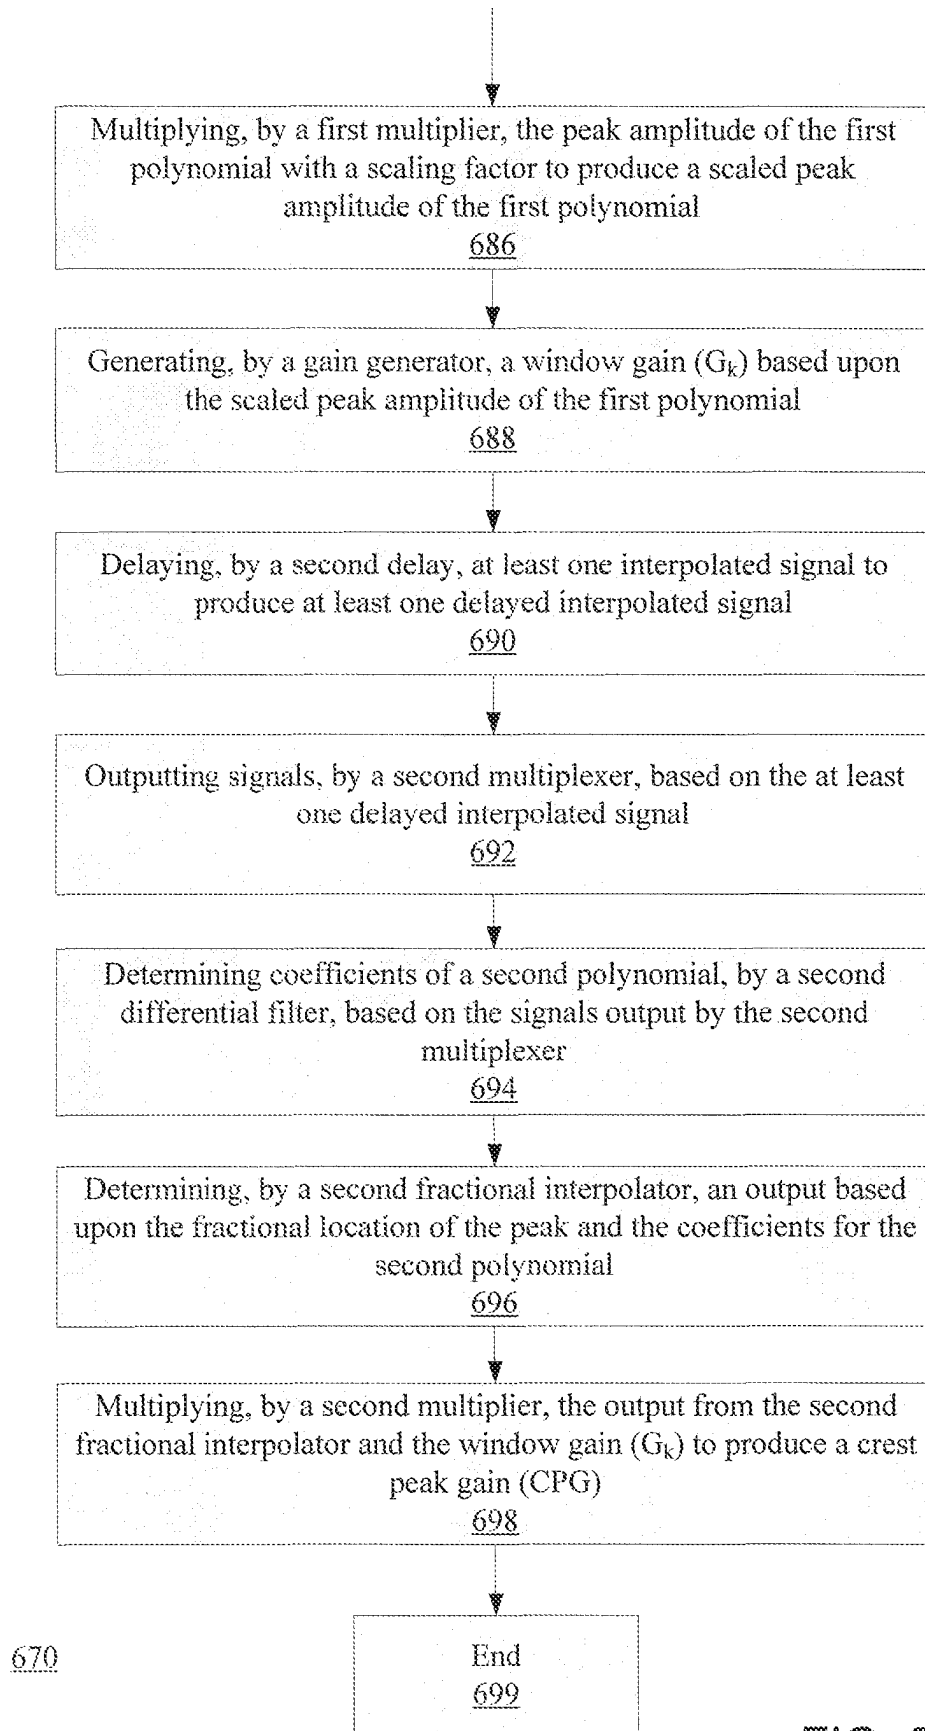 Multiplying, by a first multiplier, the peak amplitude of the first
polynomial with a scaling factor to produce a scaled peak
amplitude of the first polynomial
686
Generating, by a gain generator, a window gain (Gk) based upon
the scaled peak amplitude of the first polynomial
688
Delaying, by a second delay, at least one interpolated signal to
produce at least one delayed interpolated signal
690
Outputting signals, by a second multiplexer, based on the at least
one delayed interpolated signal
692
Determining coefficients of a second polynomial, by a second
differential filter, based on the signals output by the second
multiplexer
694
Determining, by a second fractional interpolator, an output based
upon the fractional location of the peak and the coefficients for the
second polynomial
696
Multiplying, by a second multiplier, the output from the second
fractional interpolator and the window gain (Gk) to produce a crest
peak gain (CPG)
698
670
End
699